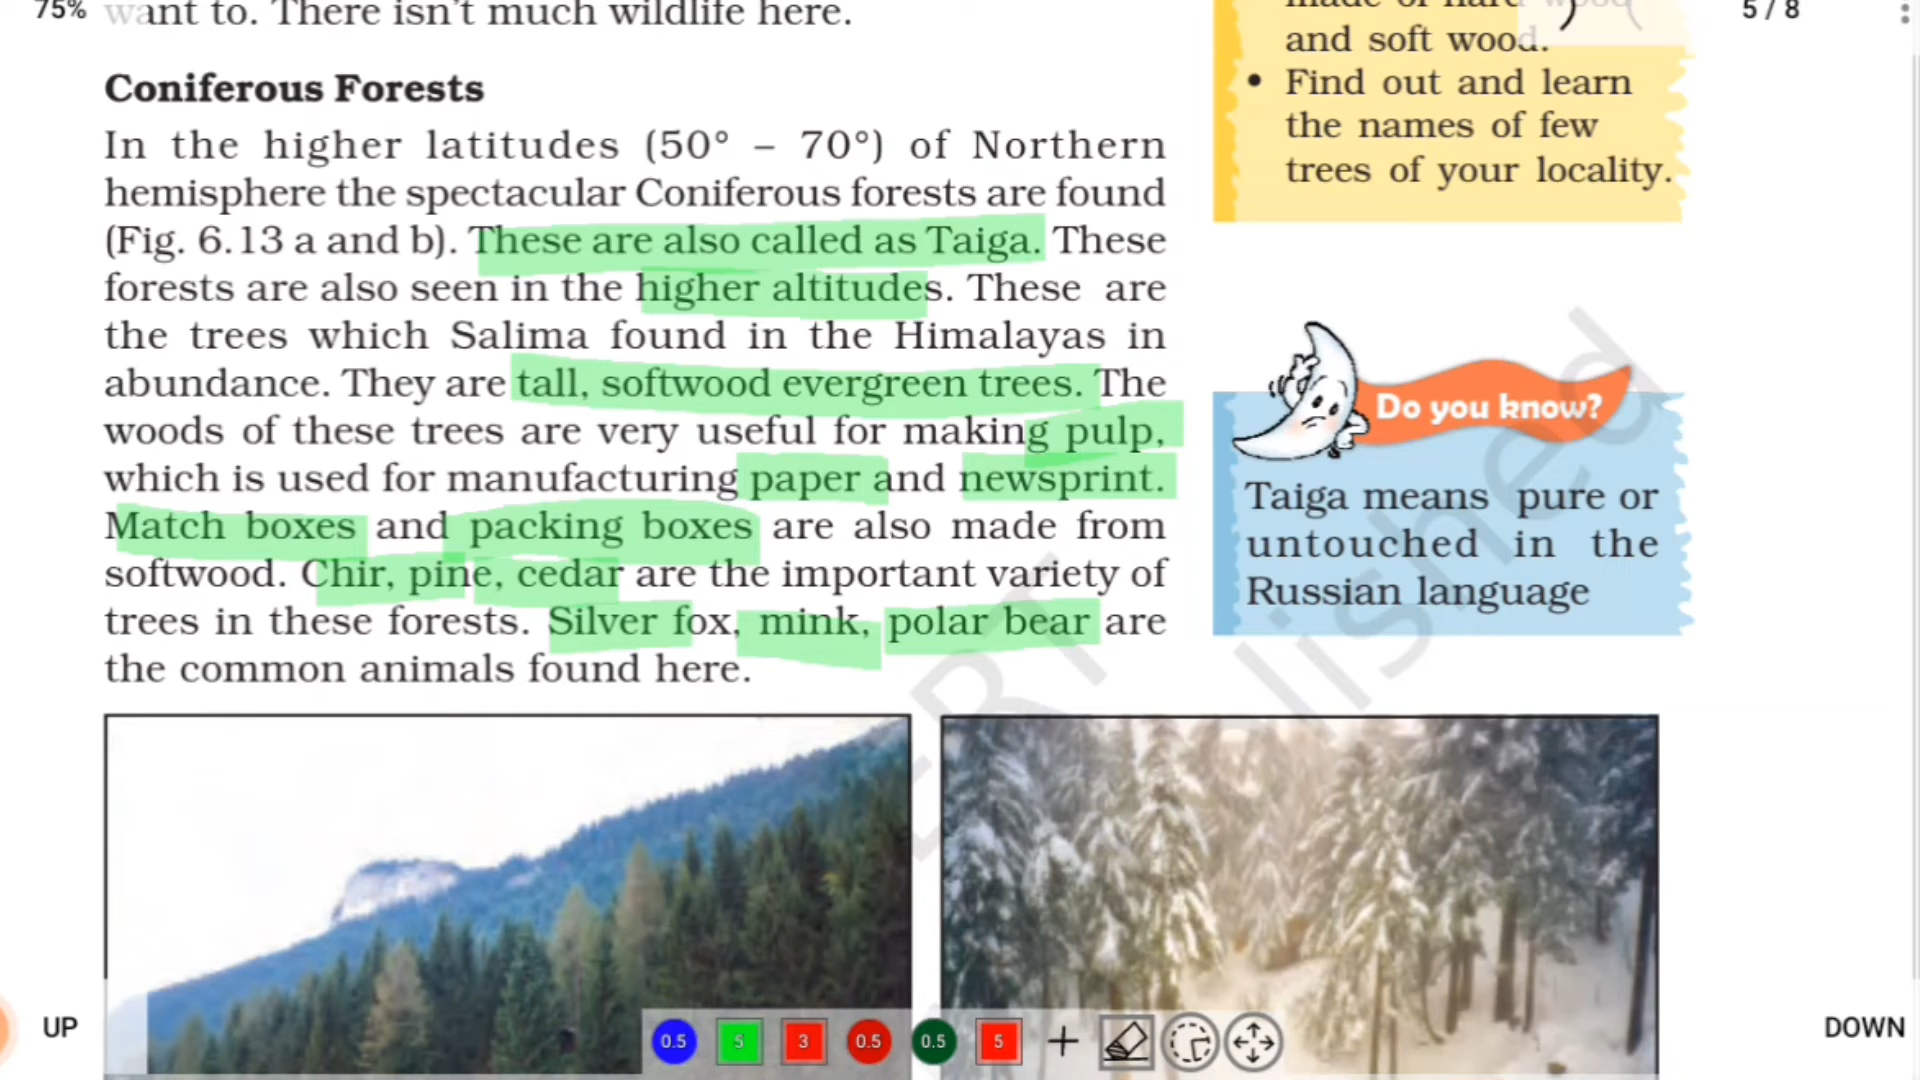 75%
want to. There isn't much wildlife here.
5 / 8
Coniferous Forests
In the higher latitudes (50° – 70°) of Northern
hemisphere the spectacular Coniferous forests are found
(Fig. 6.13 a and b). These are also called as Taiga. These
forests are also seen in the higher altitudes. These are
the trees which Salima found in the Himalayas in
abundance. They are tall, softwood evergreen trees. The
woods of these trees are very useful for making pulp,
which is used for manufacturing paper and newsprint.
Match boxes and packing boxes are also made from
softwood. Chir, pine, cedar are the important variety of
trees in these forests. Silver fox, mink, polar bear are
the common animals found here.
made of hard wood
and soft wood.
• Find out and learn
the names of few
trees of your locality.
Do you know?
Taiga means pure or
untouched in the
Russian language
UP
0.5 5 3 0.5 0.5 5 +
DOWN